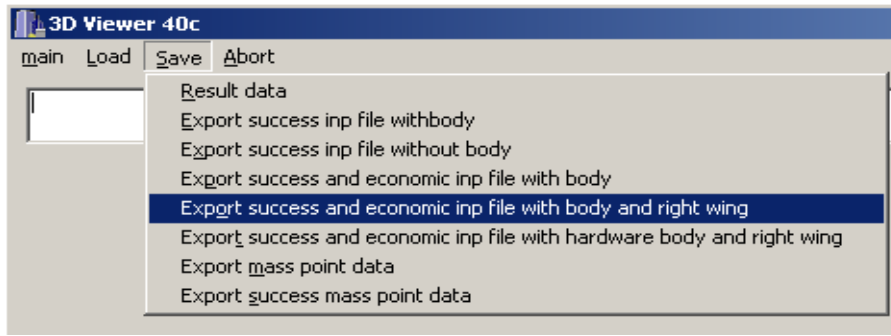 3D Viewer 40c
main Load Save Abort
Result data
Export success inp file withbody
Export success inp file without body
Export success and economic inp file with body
Export success and economic inp file with body and right wing
Export success and economic inp file with hardware body and right wing
Export mass point data
Export success mass point data